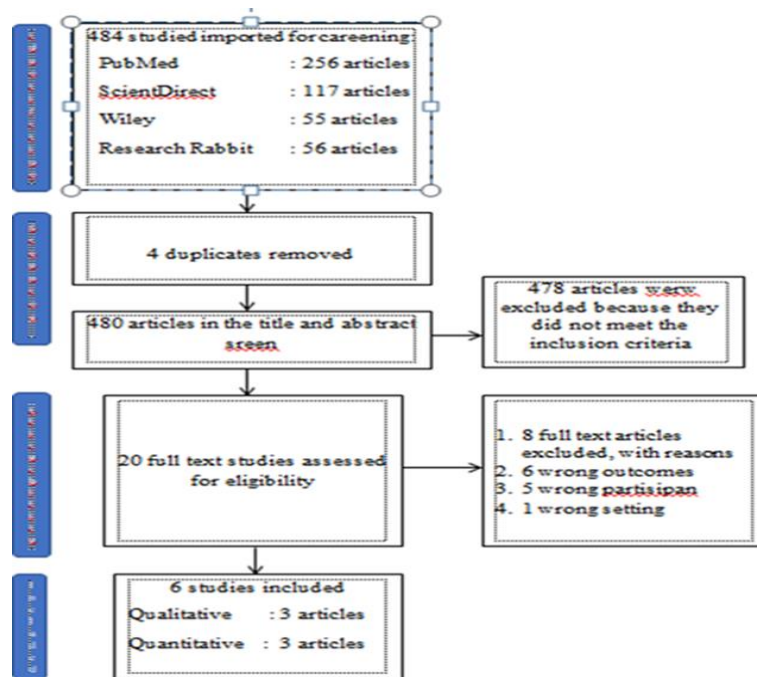 484 studied imported for careening:
PubMed : 256 articles
ScientDirect : 117 articles
Wiley : 55 articles
Research Rabbit : 56 articles
4 duplicates removed
480 articles in the title and abstract
sreen
478 articles werw
excluded because they
did not meet the
inclusion criteria
20 full text studies assessed
for eligibility
1. 8 full text articles
excluded, with reasons
2. 6 wrong outcomes
3. 5 wrong partisipan
4. 1 wrong setting
6 studies included
Qualitative : 3 articles
Quantitative : 3 articles